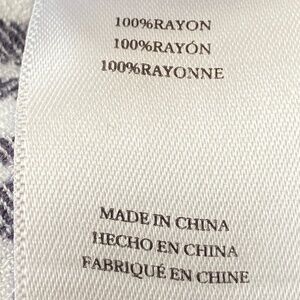 100%RAYON
100%RAYÓN
100%RAYONNE
MADE IN CHINA
HECHO EN CHINA
FABRIQUÉ EN CHINE